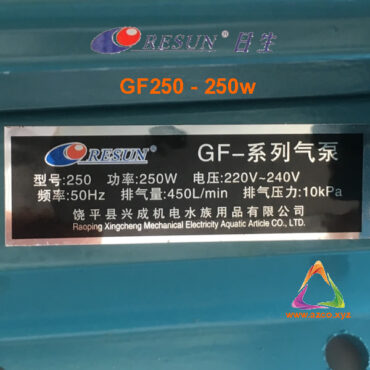 RESUN 日生
GF250 - 250w
RESUN GF-系列气泵
型号:250 功率:250W 电压:220V~240V
频率:50Hz 排气量:450L/min 排气压力:10kPa
饶平县兴成机电水族用品有限公司
Raoping Xingcheng Mechanical Electricity Aquatic Article CO., LTD